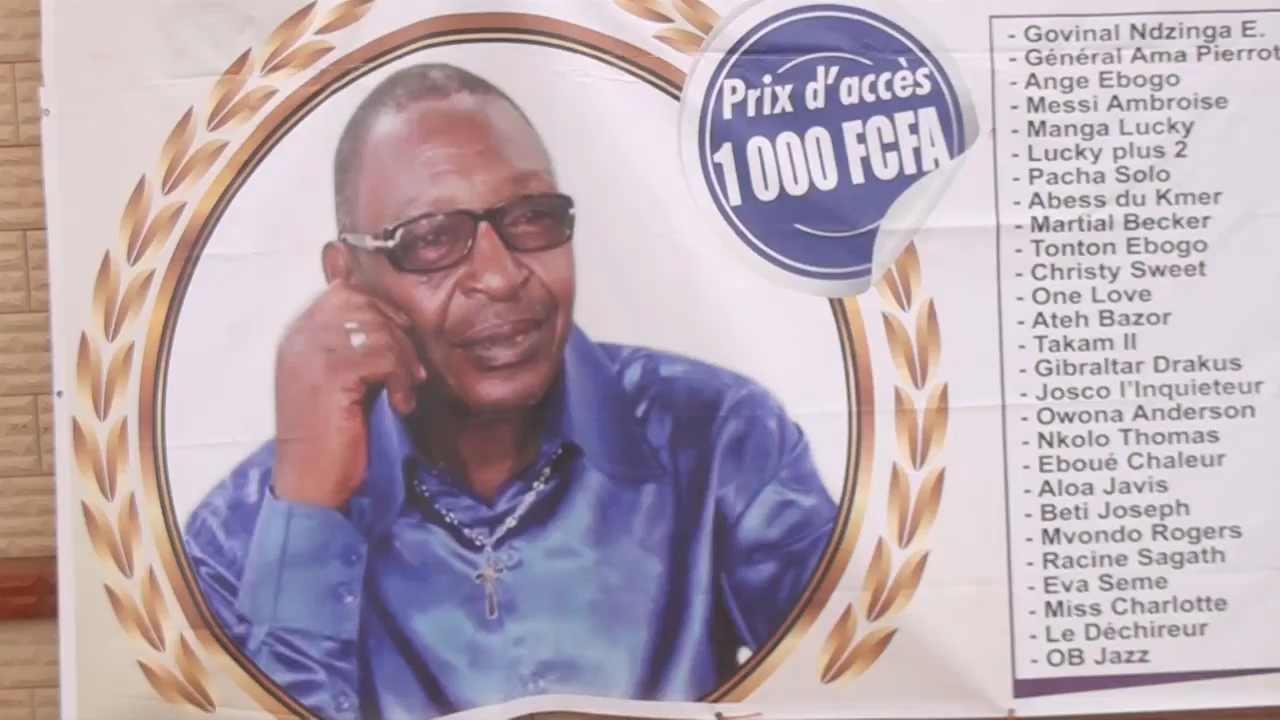 Prix d'accès
1 000 FCFA
- Govinal Ndzinga E.
- Général Ama Pierrot
- Ange Ebogo
- Messi Ambroise
- Manga Lucky
- Lucky plus 2
- Pacha Solo
- Abess du Kmer
- Martial Becker
- Tonton Ebogo
- Christy Sweet
- One Love
- Ateh Bazor
- Takam II
- Gibraltar Drakus
- Josco l'Inquieteur
- Owona Anderson
- Nkolo Thomas
- Eboué Chaleur
- Aloa Javis
- Beti Joseph
- Mvondo Rogers
- Racine Sagath
- Eva Seme
- Miss Charlotte
- Le Déchireur
- OB Jazz